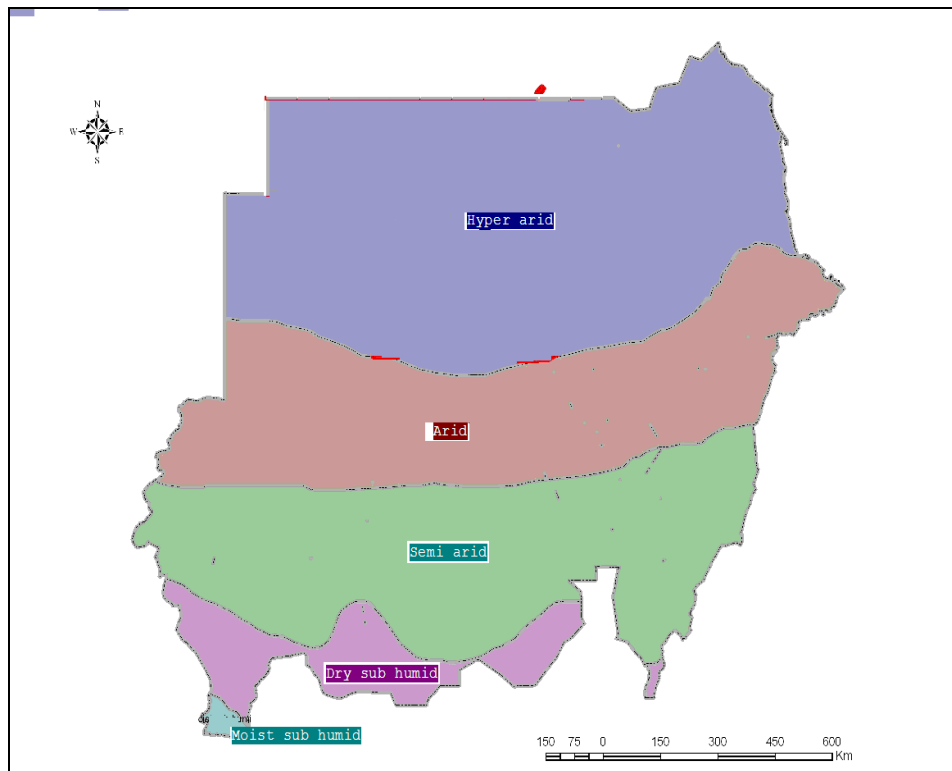 N
W E
S
Hyper arid
Arid
Semi arid
Dry sub humid
Moist sub humid
150 75 0 150 300 450 600
Km